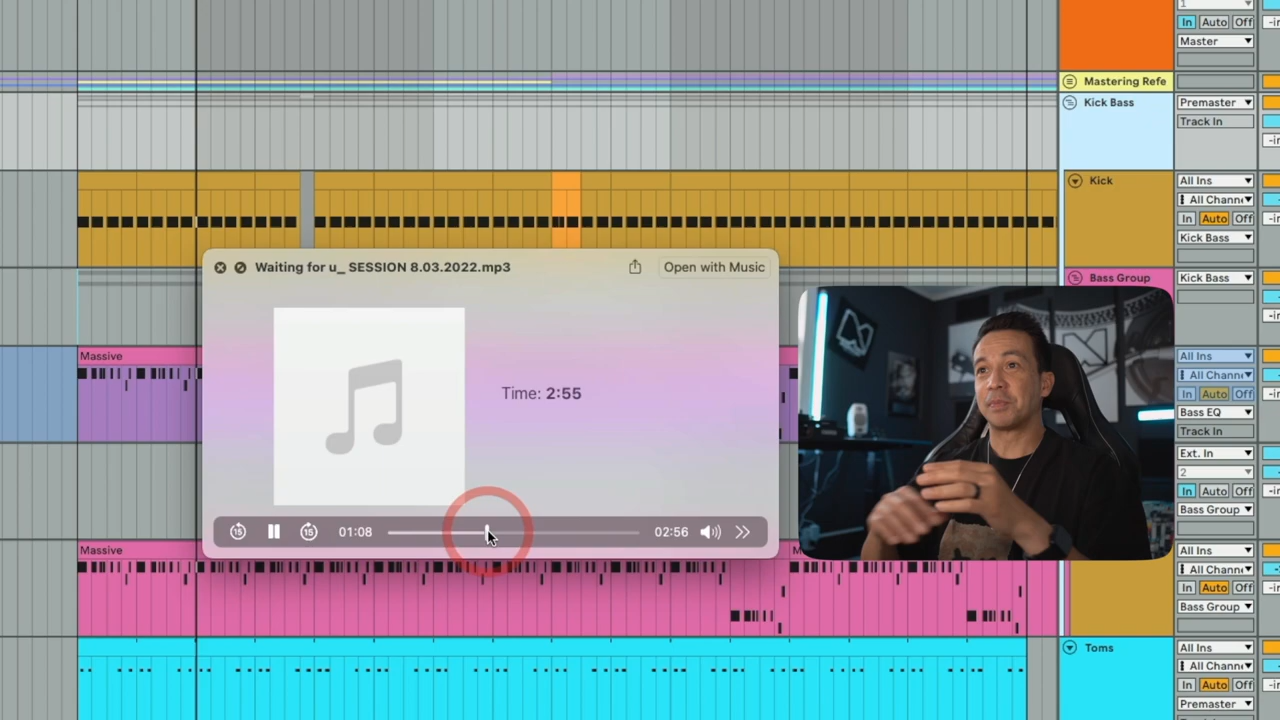 1
In Auto Off
Master
Mastering Refe
Kick Bass
Premaster
Track In
Kick
All Ins
All Channe
In Auto Off
Kick Bass
Waiting for u_ SESSION 8.03.2022.mp3
Open with Music
Bass Group
Kick Bass
Massive
All Ins
All Channe
In Auto Off
Bass EQ
Track In
Time: 2:55
Ext. In
2
In Auto Off
Bass Group
15
15
01:08
02:56
Massive
All Ins
All Channe
In Auto Off
Bass Group
Toms
All Ins
All Channe
In Auto Off
Premaster